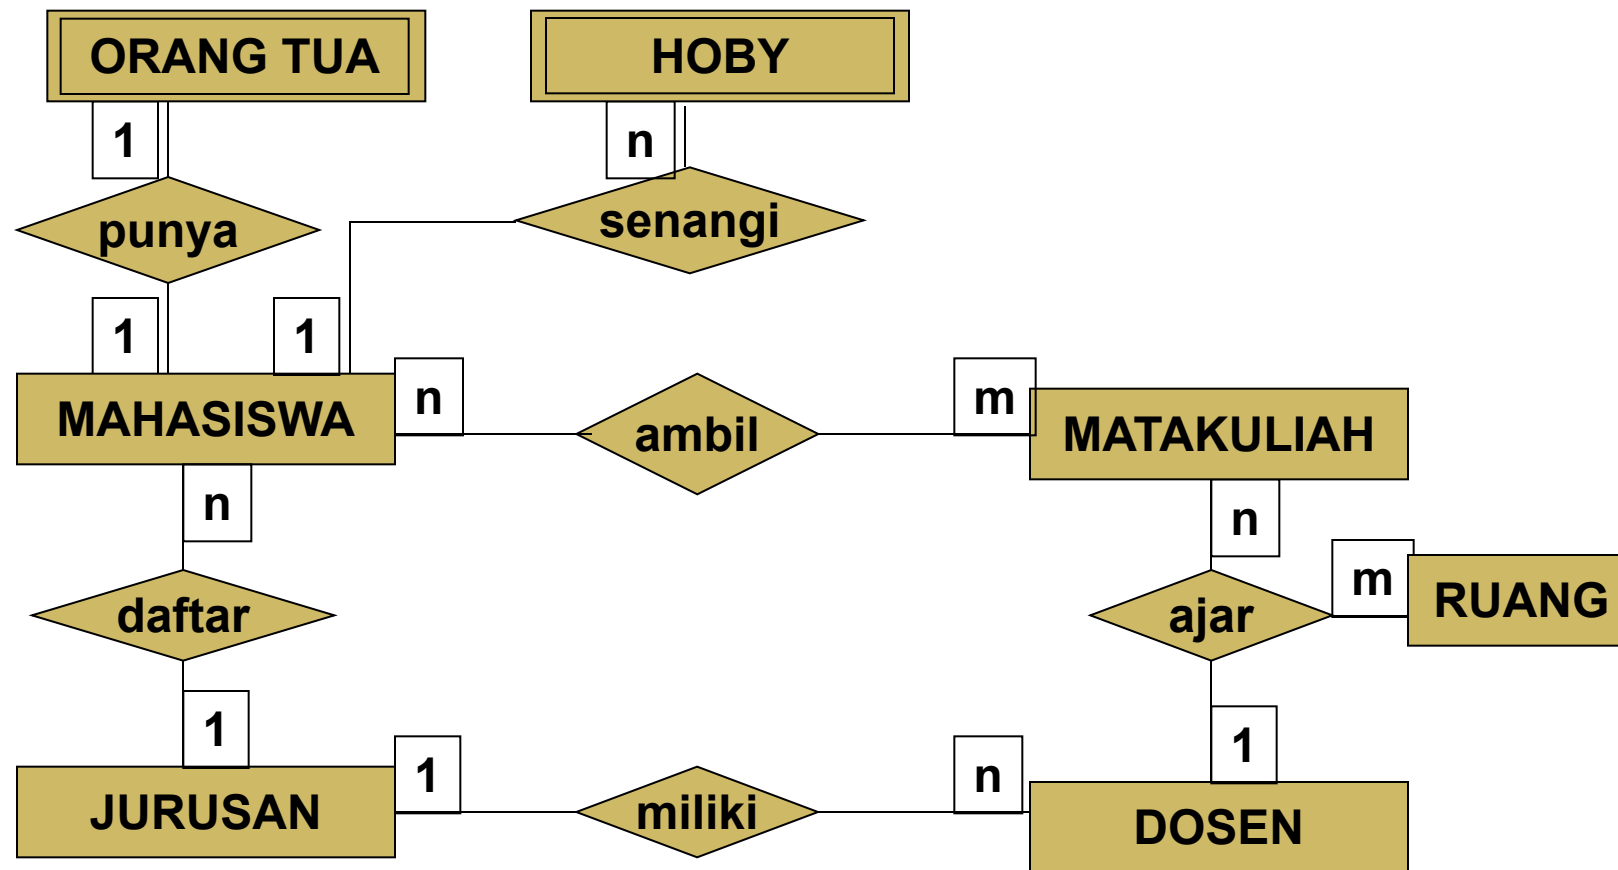 ORANG TUA
HOBY
1
n
punya
senangi
1
1
n
m
MAHASISWA
ambil
MATAKULIAH
n
n
m
RUANG
daftar
ajar
1
1
1
n
JURUSAN
miliki
DOSEN